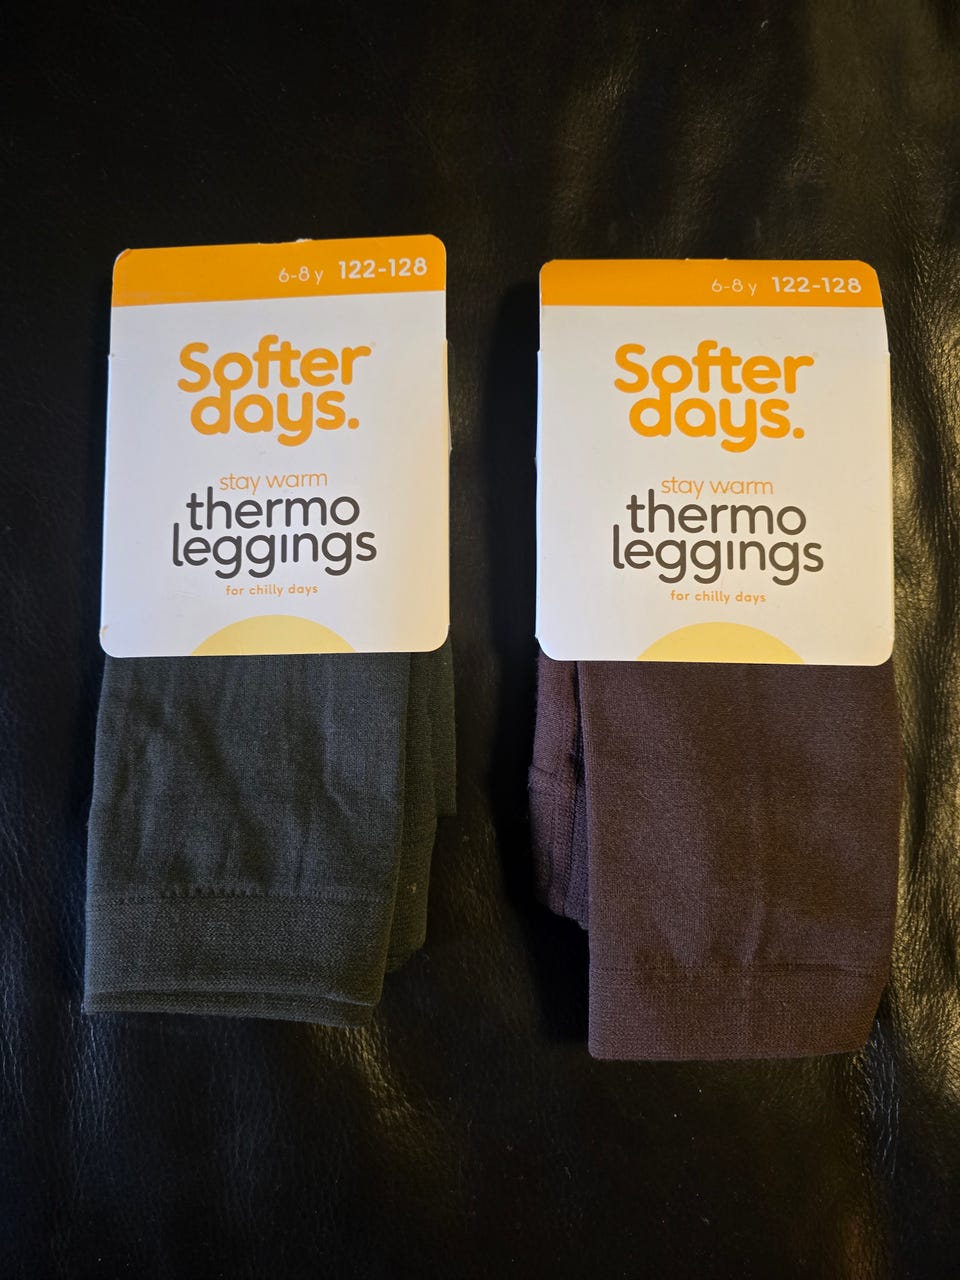 6-8 y 122-128
Softer
days.
stay warm
thermo
leggings
for chilly days
6-8 y 122-128
Softer
days.
stay warm
thermo
leggings
for chilly days